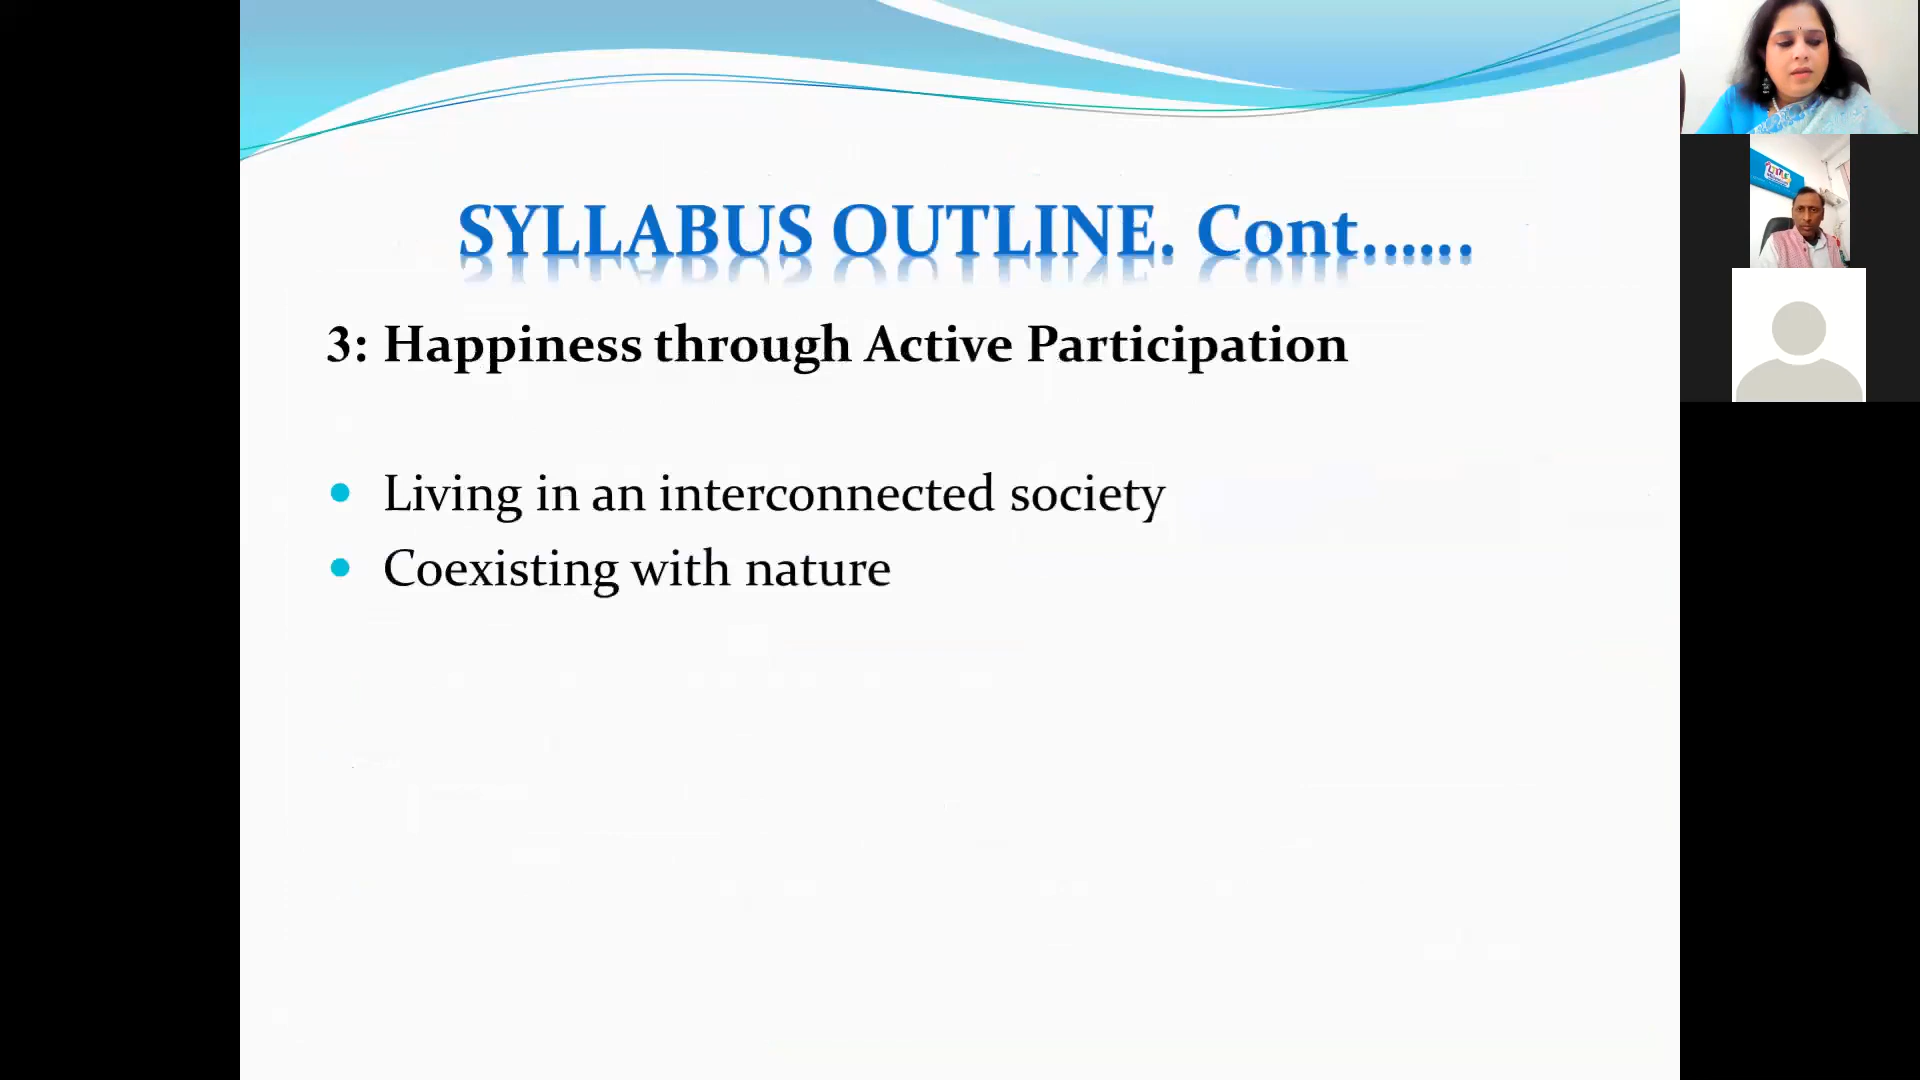 SYLLABUS OUTLINE. Cont......
3: Happiness through Active Participation
• Living in an interconnected society
• Coexisting with nature